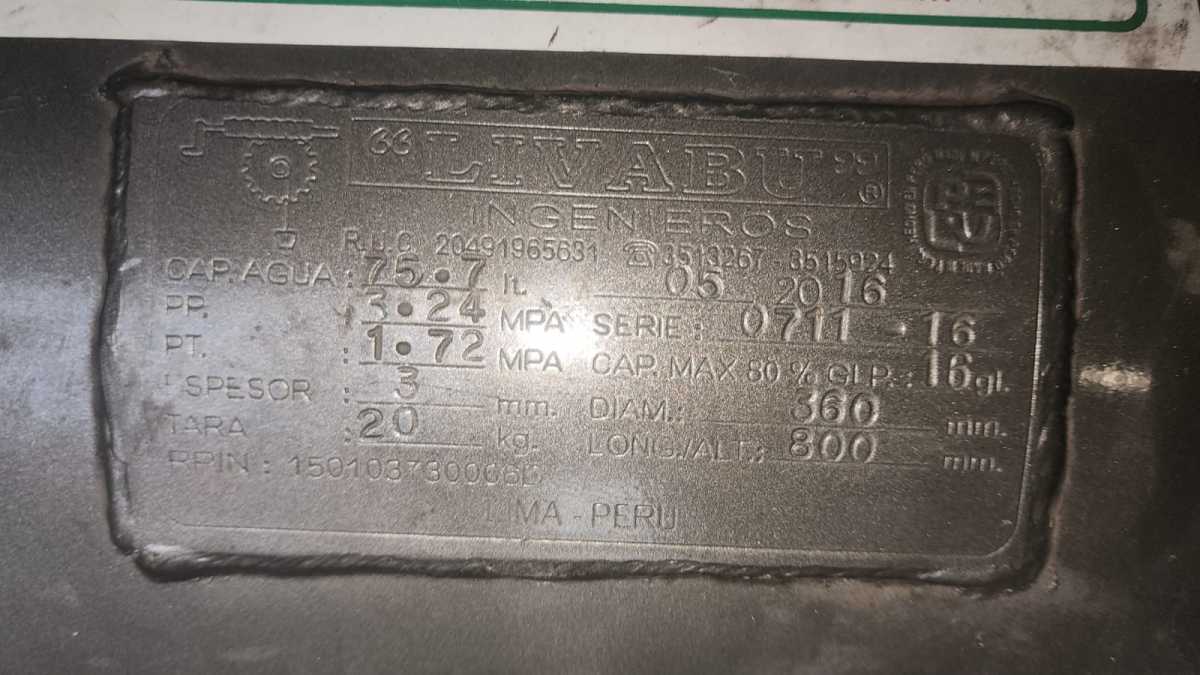 “LIVABU” ®
INGENIEROS
R.U.C. 20491965631 ☎3513267 - 3515924
CAP. AGUA : 75.7 lt. 05 2016
PP. : 3.24 MPA SERIE : 0711 - 16
PT. : 1.72 MPA CAP. MAX 80 % GLP. : 16 gl.
ESPESOR : 3 mm. DIAM.: 360 mm.
TARA : 20 kg. LONG./ALT.: 800 mm.
RPIN :
LIMA - PERU